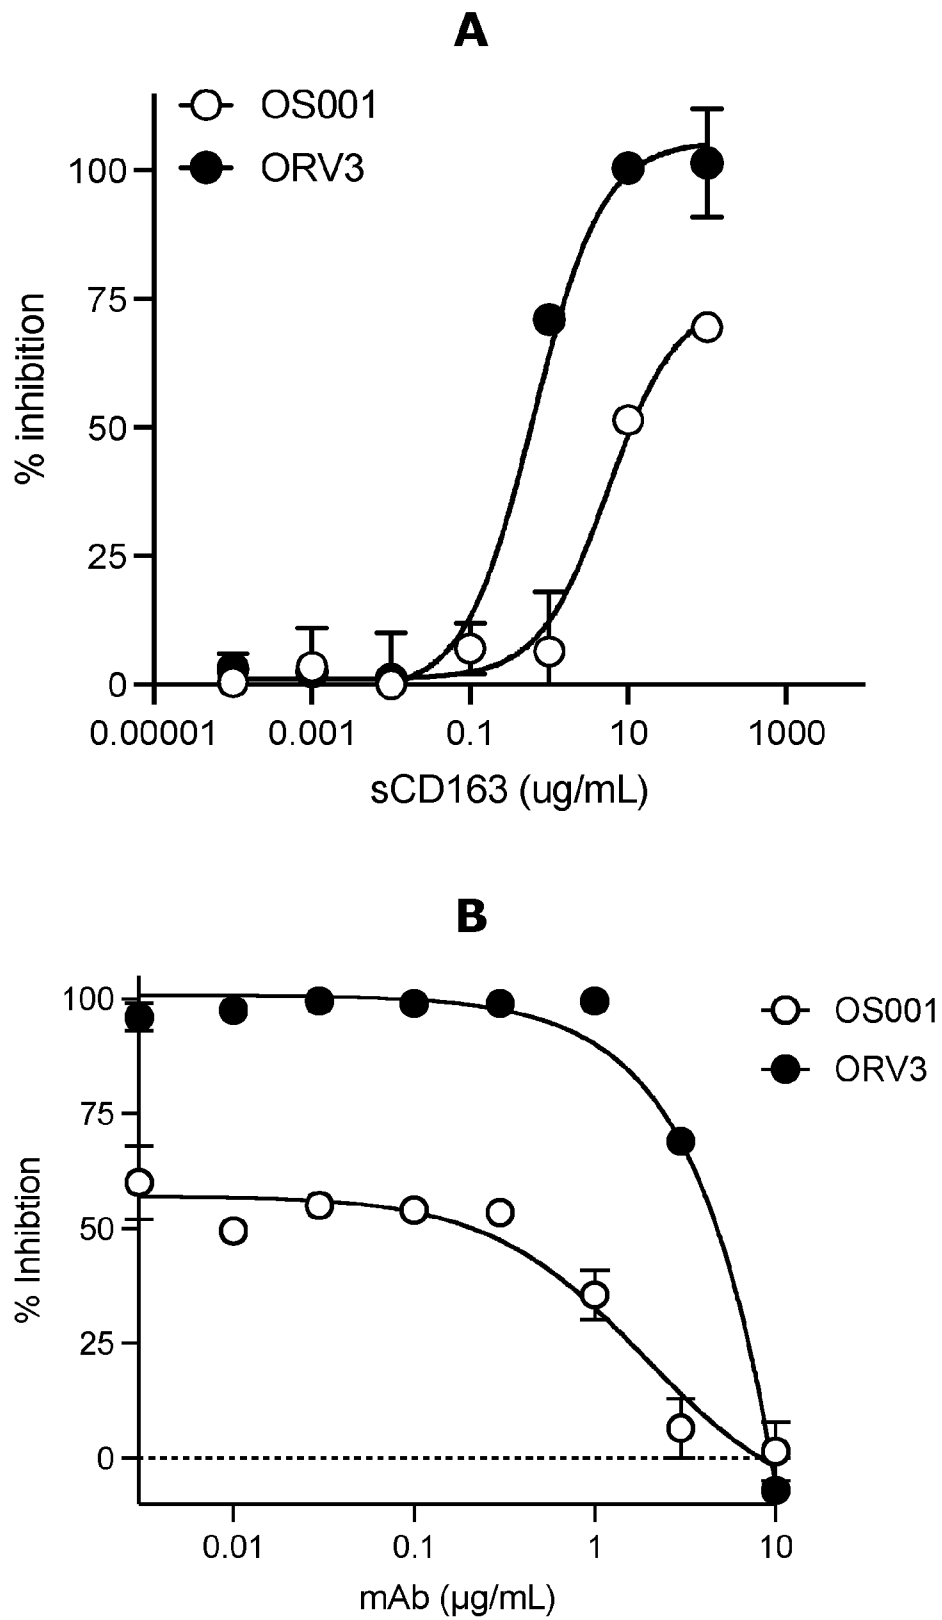 A
OS001
ORV3
100
75
50
25
0
% inhibition
0.00001 0.001 0.1 10 1000
sCD163 (ug/mL)
B
OS001
ORV3
100
75
50
25
0
% Inhibtion
0.01 0.1 1 10
mAb (µg/mL)